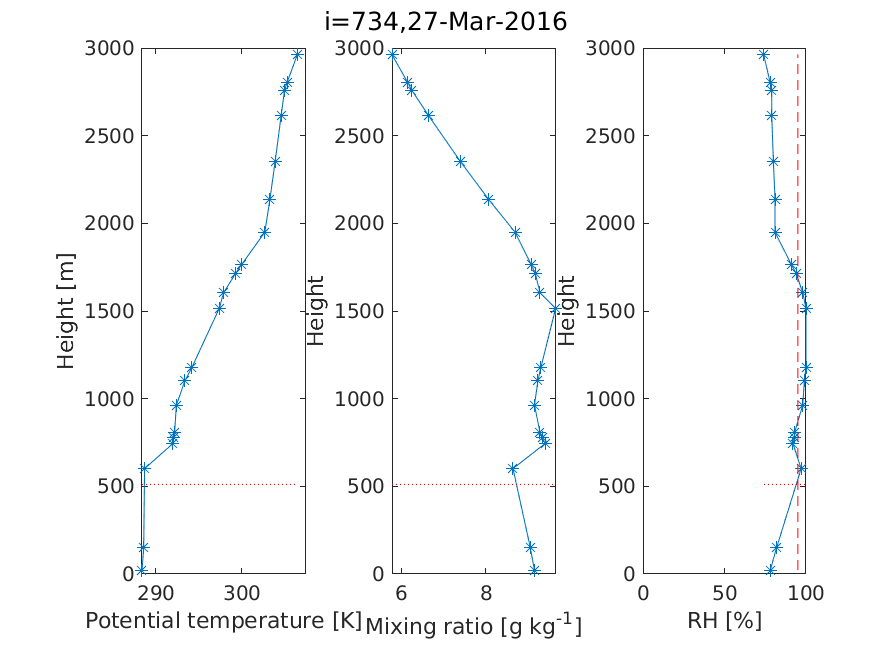 i=734,27-Mar-2016
3000
2500
2000
1500
1000
500
0
Height [m]
290 300
Potential temperature [K]
3000
2500
2000
1500
1000
500
0
Height
6 8
Mixing ratio [g kg-1]
3000
2500
2000
1500
1000
500
0
Height
0 50 100
RH [%]